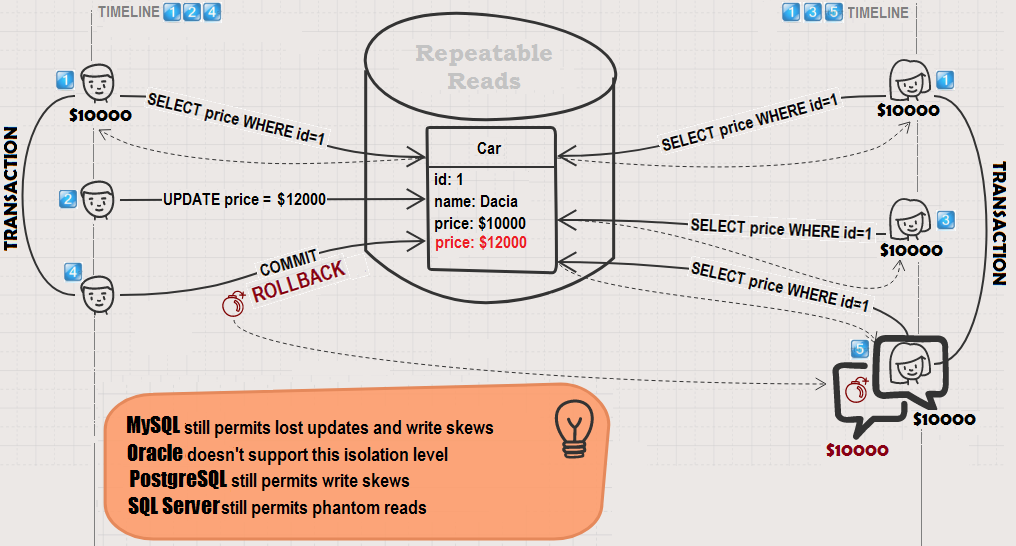 TIMELINE 1 2 4
1 3 5 TIMELINE
Repeatable
Reads
1
$10000
SELECT price WHERE id=1
SELECT price WHERE id=1
1
$10000
TRANSACTION
TRANSACTION
Car
id: 1
name: Dacia
price: $10000
price: $12000
2
UPDATE price = $12000
SELECT price WHERE id=1
3
$10000
4
COMMIT
ROLLBACK
SELECT price WHERE id=1
5
$10000
$10000
MySQL still permits lost updates and write skews
Oracle doesn't support this isolation level
PostgreSQL still permits write skews
SQL Server still permits phantom reads